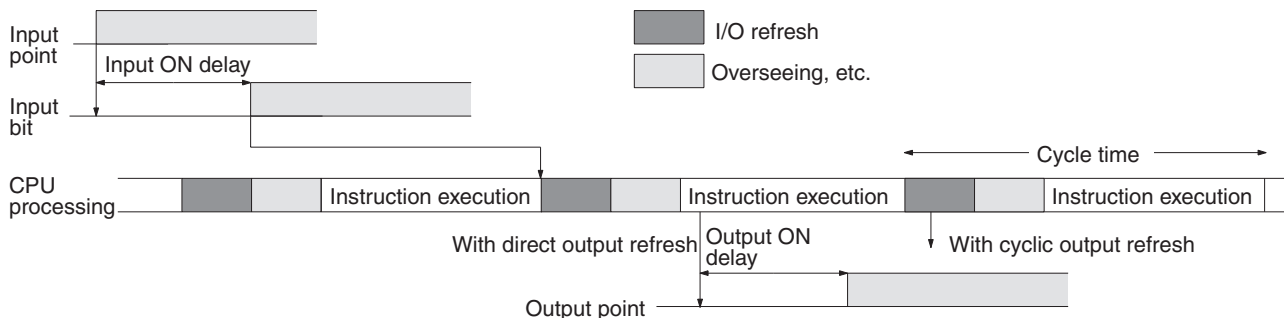 Input
point
I/O refresh
Input ON delay
Overseeing, etc.
Input
bit
Cycle time
CPU
processing
Instruction execution
Instruction execution
Instruction execution
With direct output refresh
Output ON
delay
With cyclic output refresh
Output point